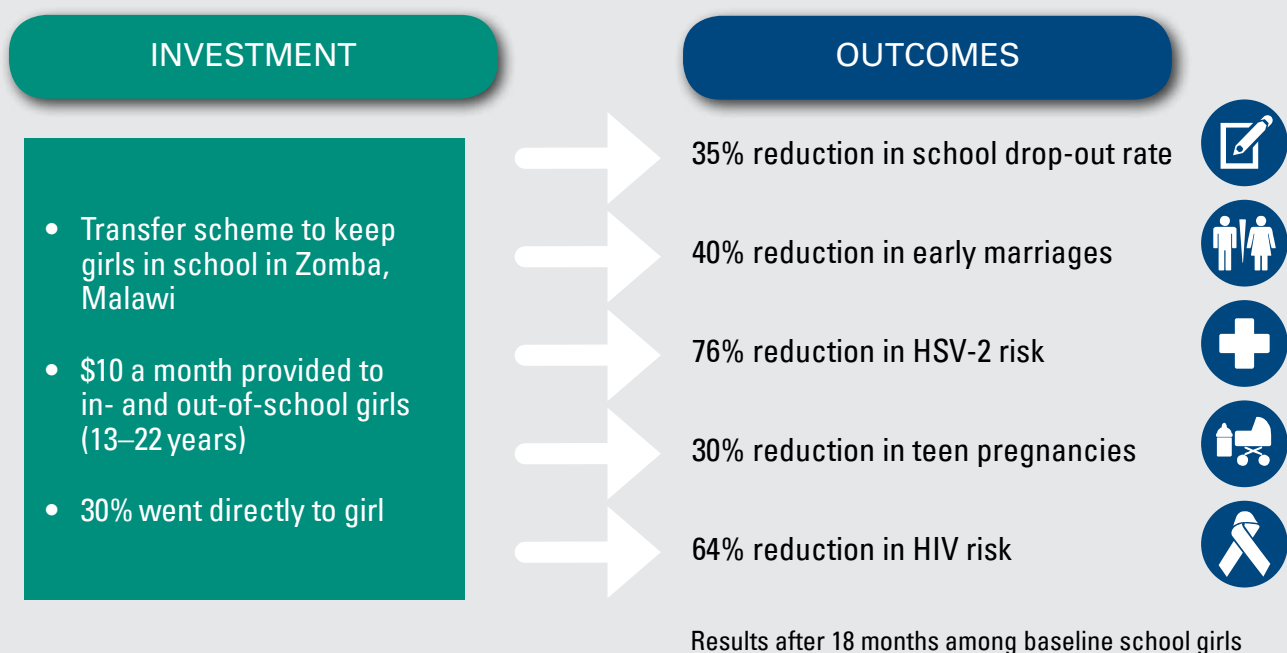 INVESTMENT
• Transfer scheme to keep
girls in school in Zomba,
Malawi
• $10 a month provided to
in- and out-of-school girls
(13–22 years)
• 30% went directly to girl
OUTCOMES
35% reduction in school drop-out rate
40% reduction in early marriages
76% reduction in HSV-2 risk
30% reduction in teen pregnancies
64% reduction in HIV risk
Results after 18 months among baseline school girls